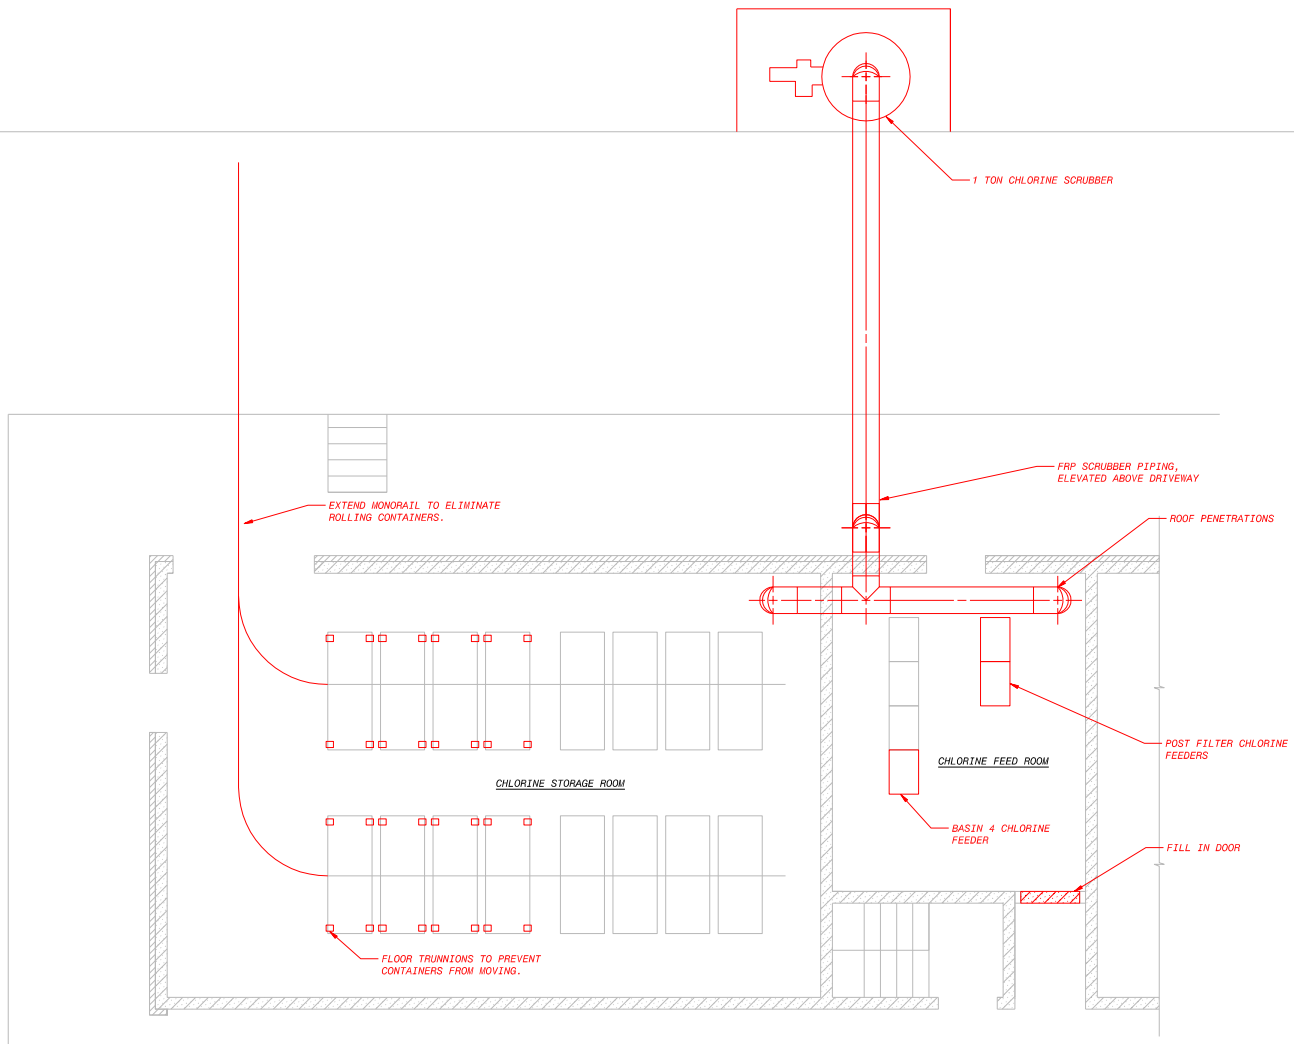 1 TON CHLORINE SCRUBBER
FRP SCRUBBER PIPING,
ELEVATED ABOVE DRIVEWAY
EXTEND MONORAIL TO ELIMINATE
ROLLING CONTAINERS.
ROOF PENETRATIONS
POST FILTER CHLORINE
FEEDERS
CHLORINE FEED ROOM
CHLORINE STORAGE ROOM
BASIN 4 CHLORINE
FEEDER
FILL IN DOOR
FLOOR TRUNNIONS TO PREVENT
CONTAINERS FROM MOVING.